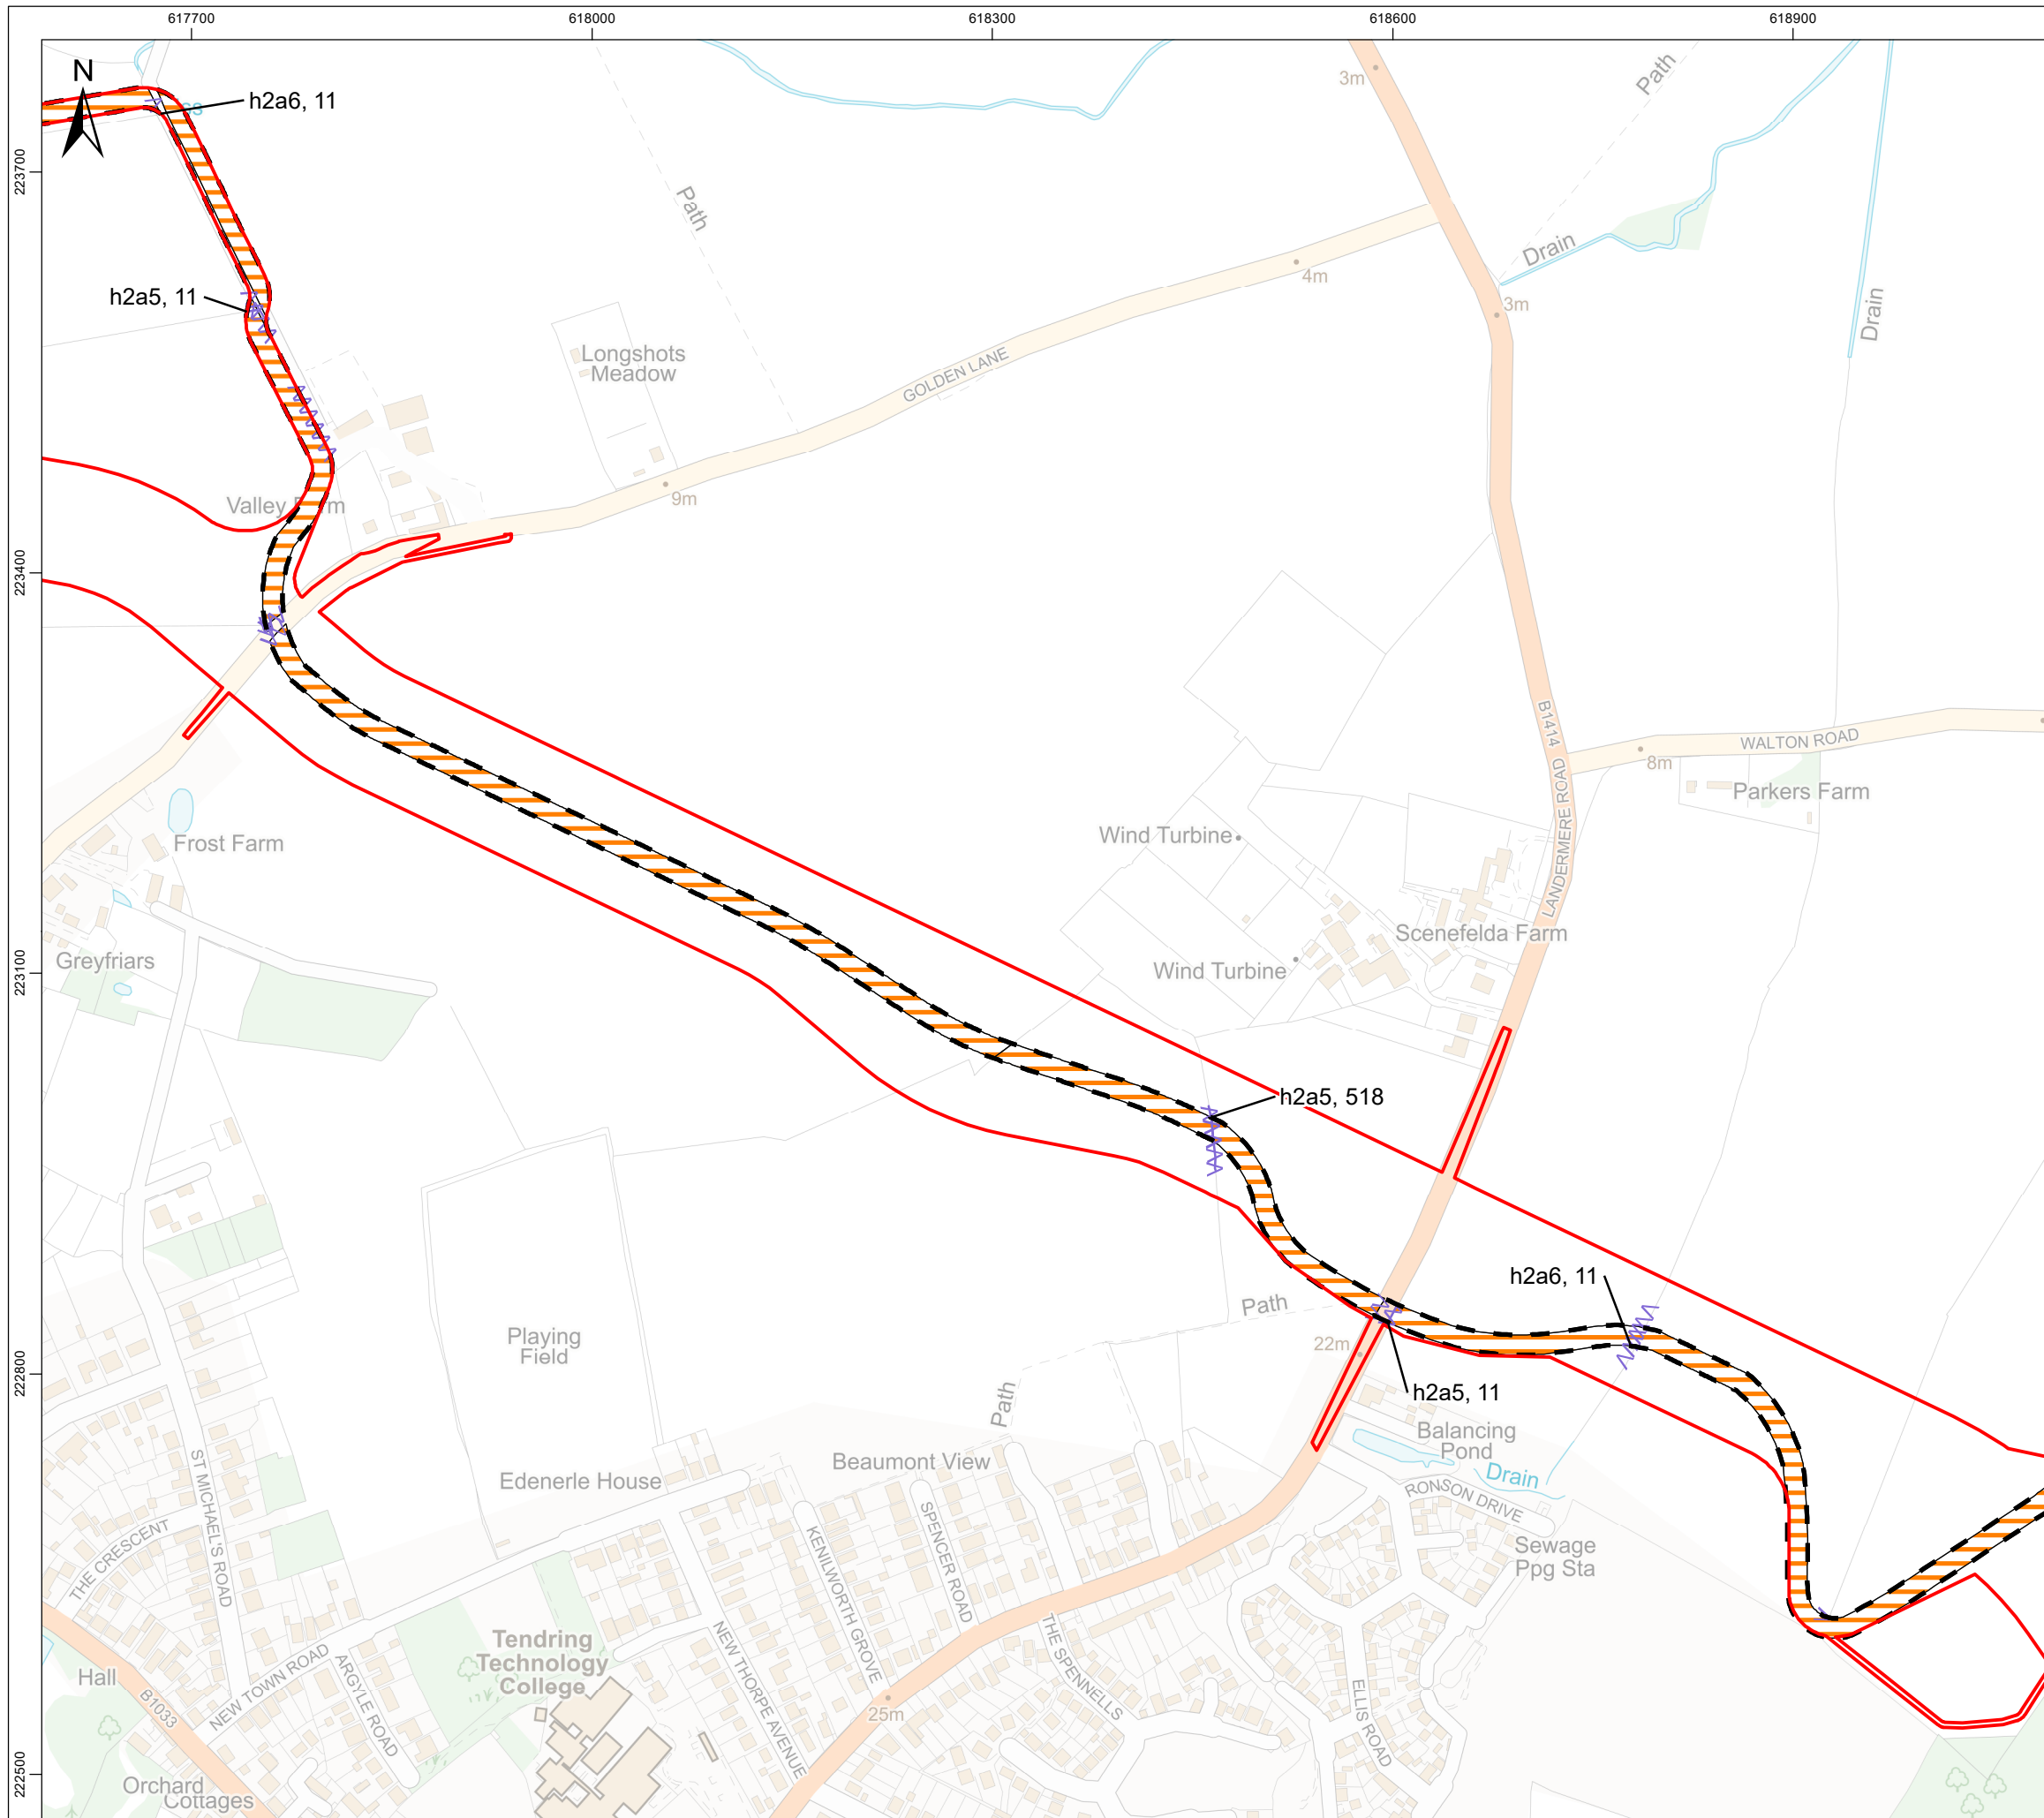 617700
618000
618300
618600
618900
N
3m
Path
h2a6, 11
223700
Path
Drain
4m
3m
Drain
h2a5, 11
Longshots
Meadow
GOLDEN LANE
9m
223400
B1414
WALTON ROAD
8m
Parkers Farm
LANDERMERE ROAD
Wind Turbine
Frost Farm
Scenefelda Farm
Greyfriars
Wind Turbine
223100
h2a5, 518
h2a6, 11
Path
Playing
Field
22m
222800
h2a5, 11
Path
Balancing
Pond
Beaumont View
Drain
Edenerle House
RONSON DRIVE
ST MICHAEL'S ROAD
THE CRESCENT
SPENCER ROAD
KENILWORTH GROVE
Sewage
Ppg Sta
NEW THORPE AVENUE
THE SPENNELLS
Tendring
Technology
College
NEW TOWN ROAD
ARGYLE ROAD
Hall
B1033
ELLIS ROAD
25m
222500
Orchard
Cottages